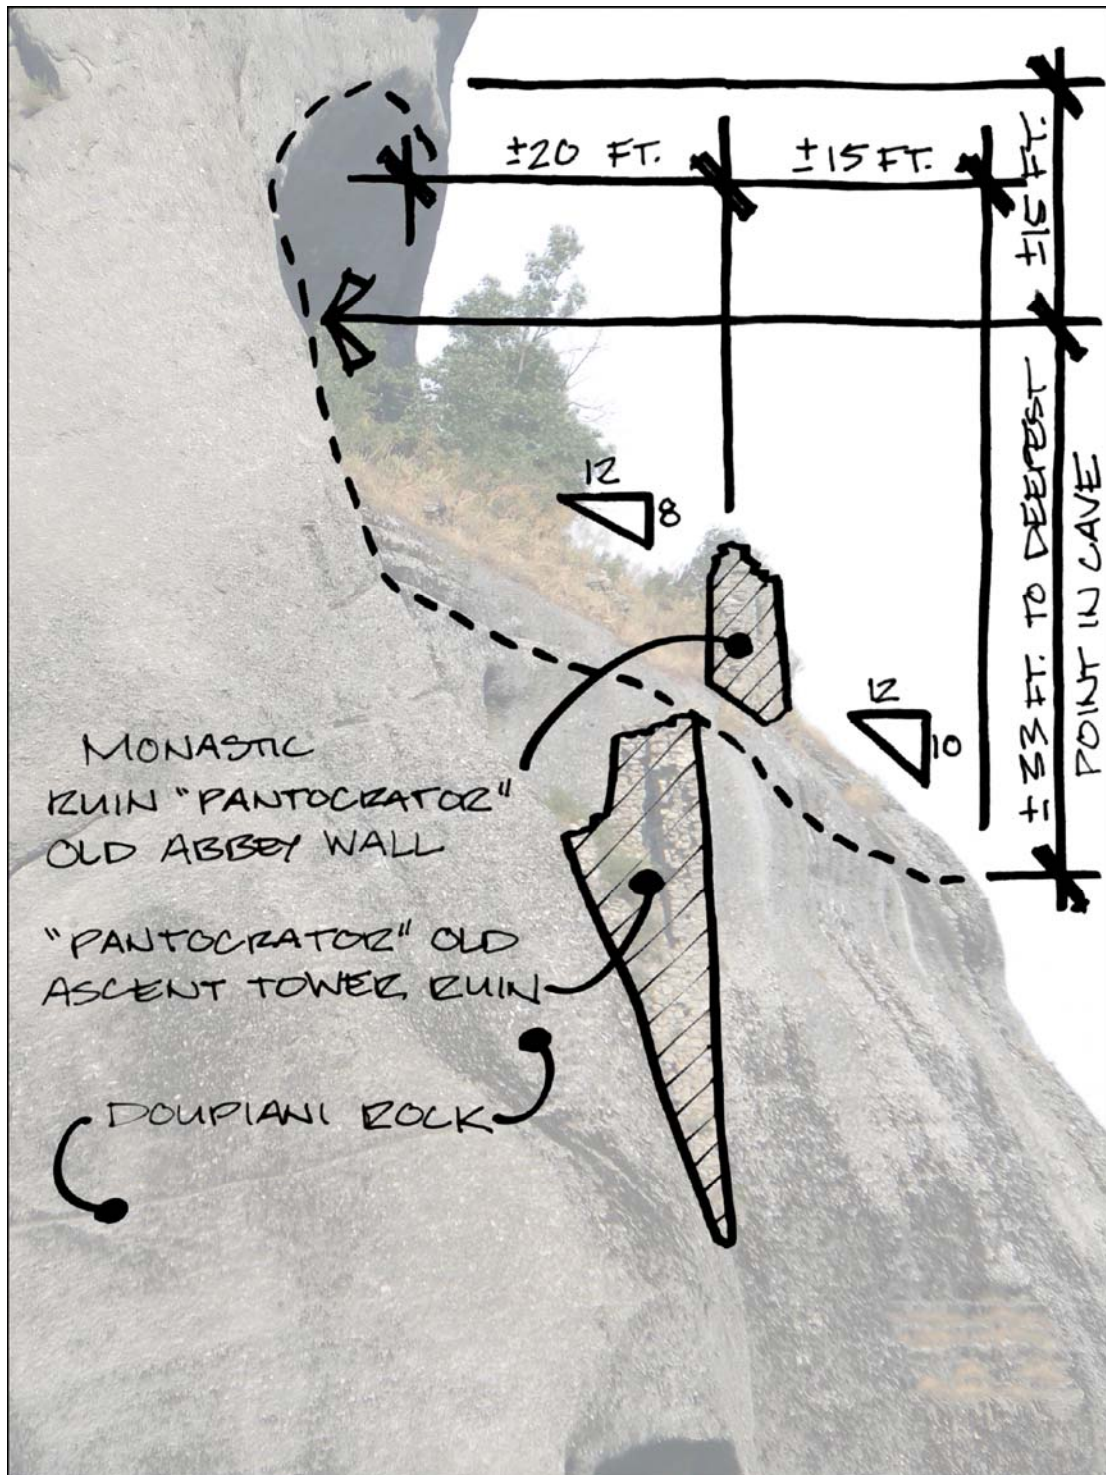 ±20 FT.
±15 FT.
±15 FT.
12
8
± 33 FT. TO DEEPEST
POINT IN CAVE
12
10
MONASTIC
RUIN "PANTOCRATOR"
OLD ABBEY WALL
"PANTOCRATOR" OLD
ASCENT TOWER RUIN
DOUPIANI ROCK